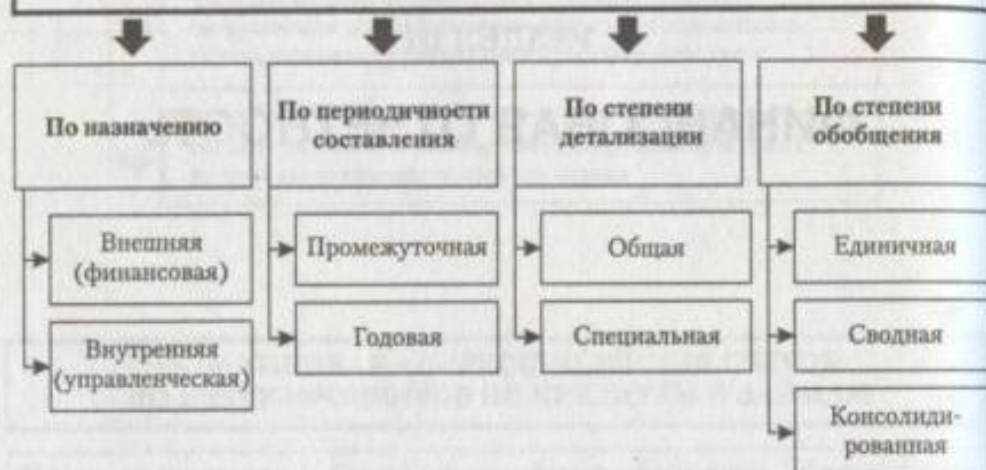 По назначению
Внешняя
(финансовая)
Внутренняя
(управленческая)
По периодичности
составления
Промежуточная
Годовая
По степени
детализации
Общая
Специальная
По степени
обобщения
Единичная
Сводная
Консолиди-
рованная